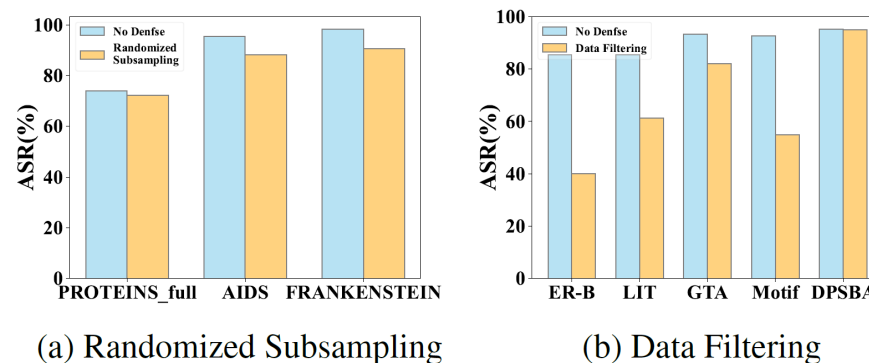 No Denfse
Randomized
Subsampling
ASR(%)
100
80
60
40
20
0
PROTEINS_full AIDS FRANKENSTEIN
(a) Randomized Subsampling
No Denfse
Data Filtering
ASR(%)
100
80
60
40
20
0
ER-B LIT GTA Motif DPSBA
(b) Data Filtering